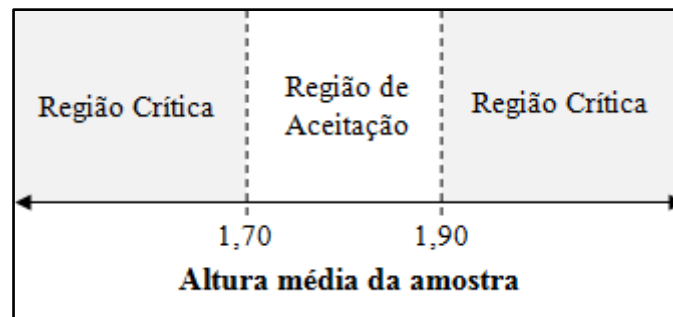 Região Crítica
Região de
Aceitação
Região Crítica
1,70
1,90
Altura média da amostra